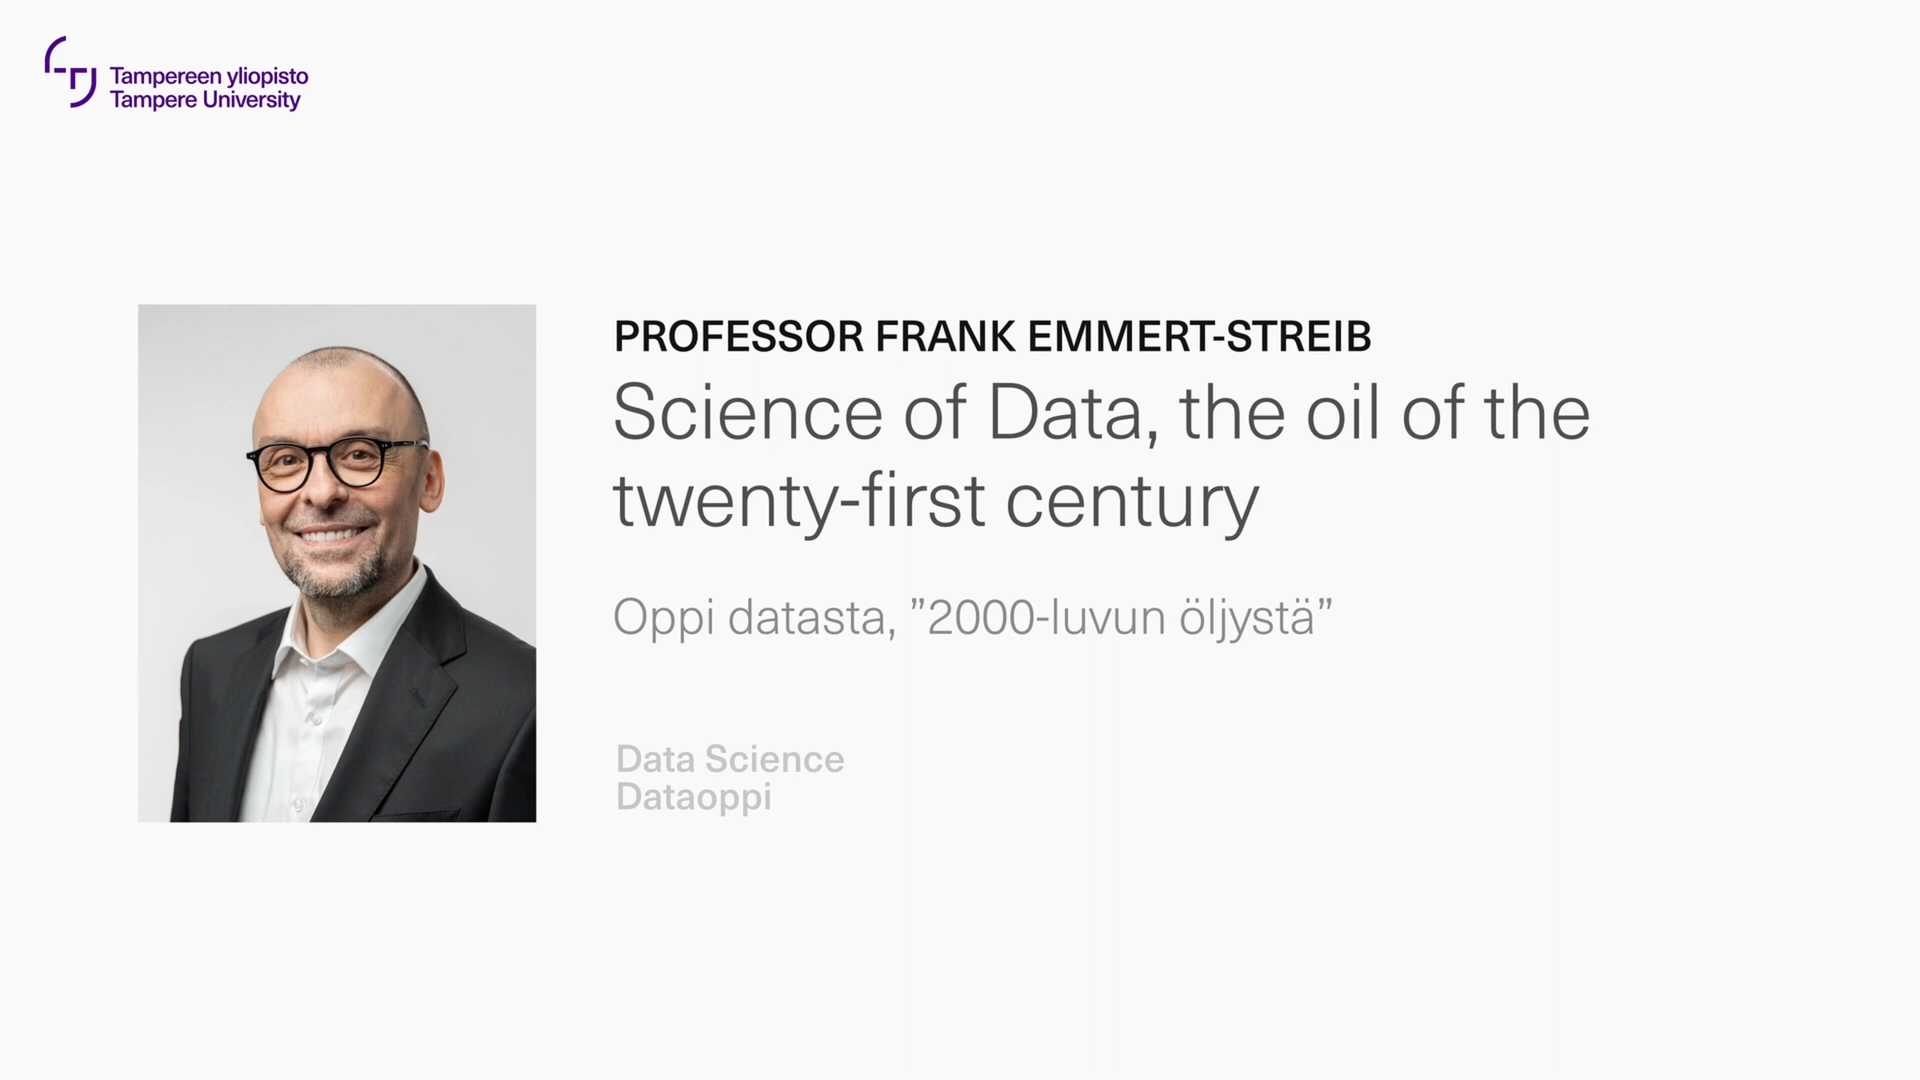 Tampereen yliopisto
Tampere University
PROFESSOR FRANK EMMERT-STREIB
Science of Data, the oil of the
twenty-first century
Oppi datasta, ”2000-luvun öljystä”
Data Science
Dataoppi